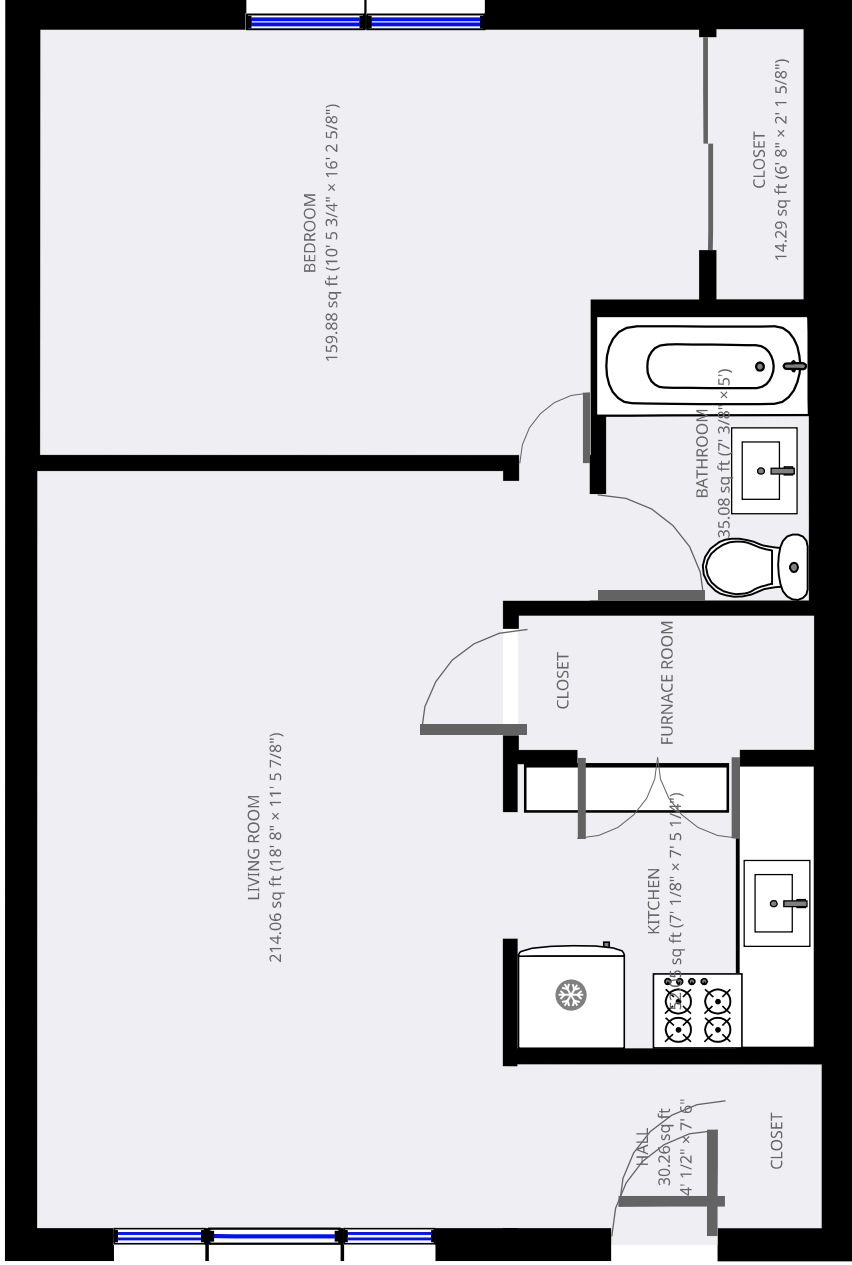 BEDROOM
159.88 sq ft (10' 5 3/4" × 16' 2 5/8")
CLOSET
14.29 sq ft (6' 8" × 2' 1 5/8")
BATHROOM
35.08 sq ft (7' 3/8" × 5')
CLOSET
FURNACE ROOM
LIVING ROOM
214.06 sq ft (18' 8" × 11' 5 7/8")
KITCHEN
sq ft (7' 1/8" × 7' 5 1/4")
HALL
30.26 sq ft
4' 1/2" × 7' 6"
CLOSET